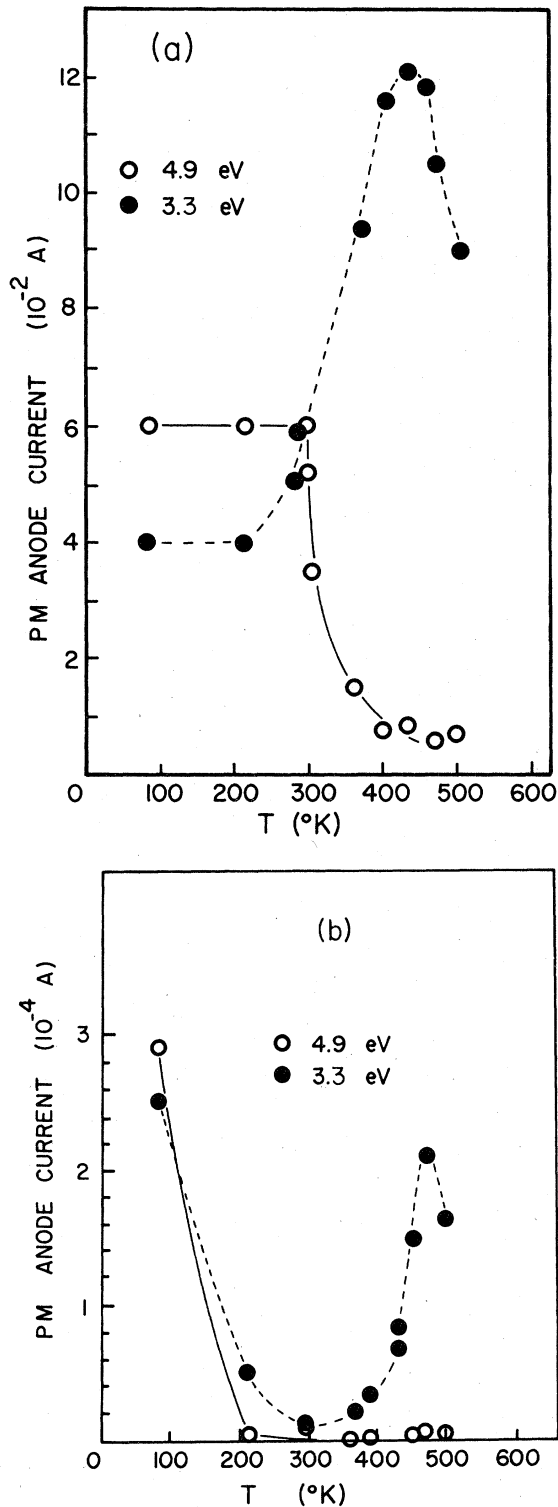 (a)
12
10
8
6
4
2
0
4.9 eV
3.3 eV
PM ANODE CURRENT (10⁻² A)
100 200 300 400 500 600
T (°K)
(b)
3
2
1
0
4.9 eV
3.3 eV
PM ANODE CURRENT (10⁻⁴ A)
100 200 300 400 500 600
T (°K)